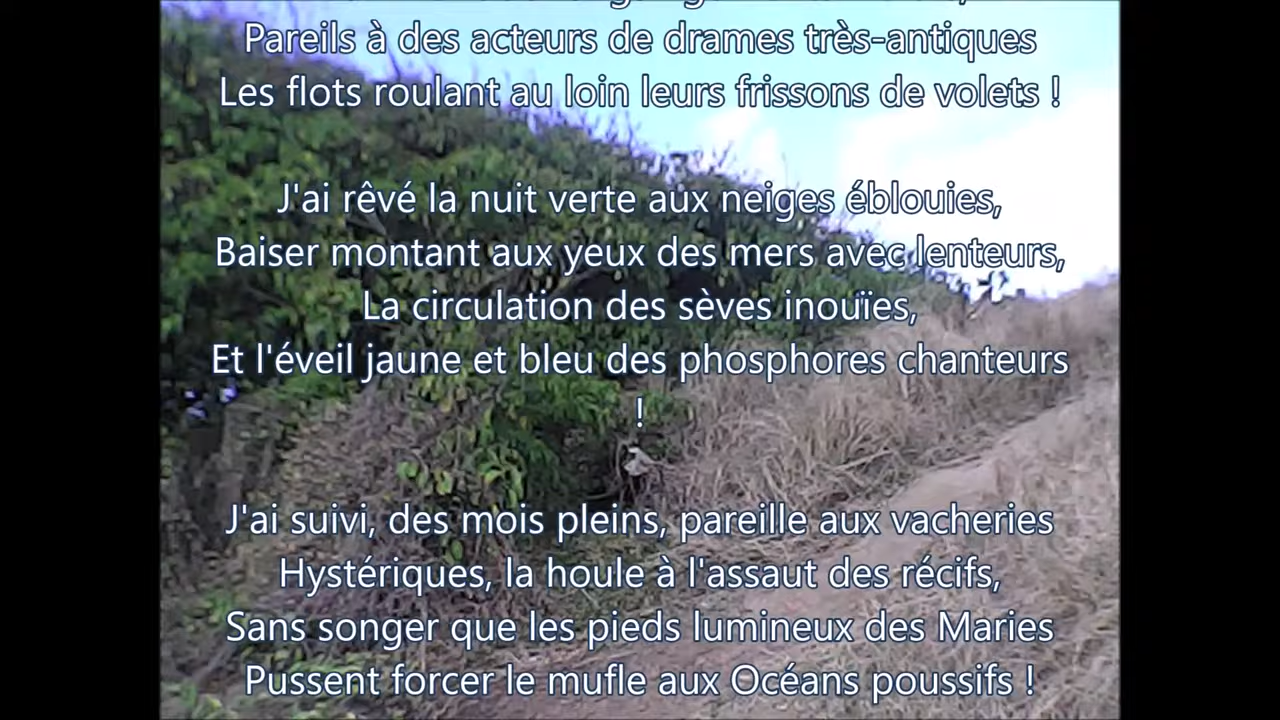 Pareils à des acteurs de drames très-antiques
Les flots roulant au loin leurs frissons de volets !
J'ai rêvé la nuit verte aux neiges éblouies,
Baiser montant aux yeux des mers avec lenteurs,
La circulation des sèves inouïes,
Et l'éveil jaune et bleu des phosphores chanteurs
!
J'ai suivi, des mois pleins, pareille aux vacheries
Hystériques, la houle à l'assaut des récifs,
Sans songer que les pieds lumineux des Maries
Pussent forcer le mufle aux Océans poussifs !